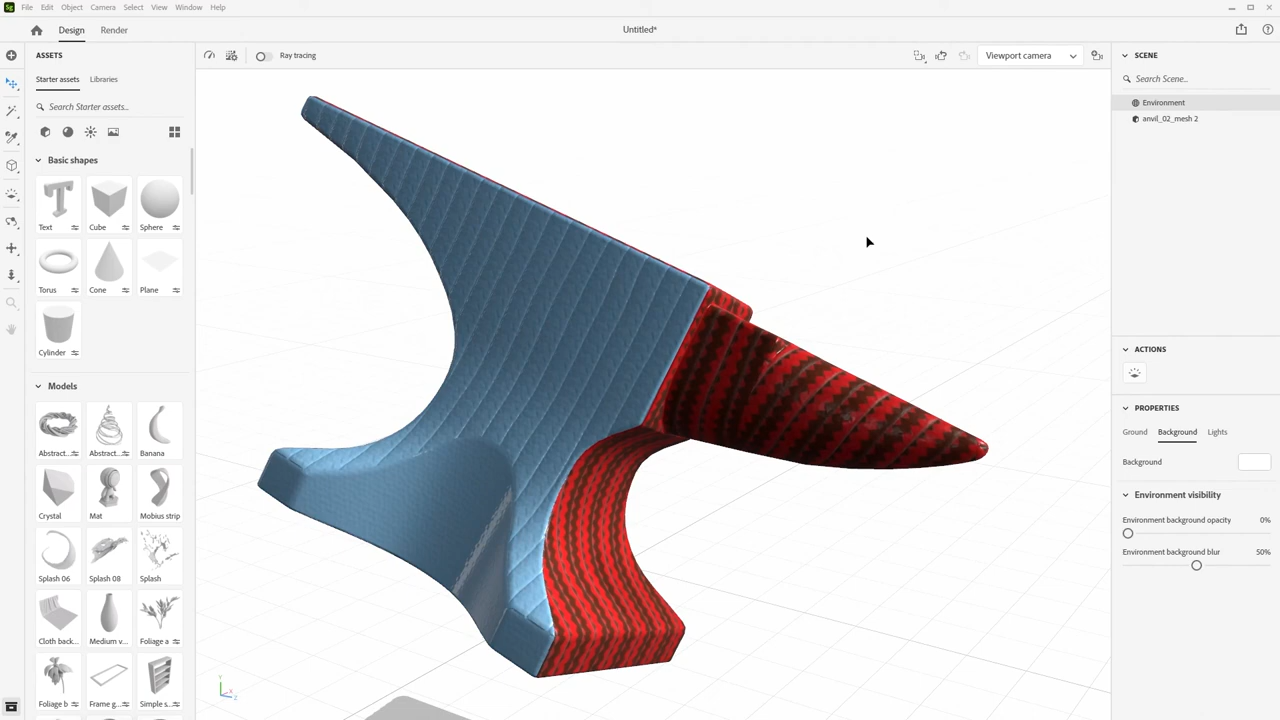 Sg File Edit Object Camera Select View Window Help
Design Render Untitled*
ASSETS
Starter assets Libraries
Search Starter assets...
Basic shapes
Text Cube Sphere
Torus Cone Plane
Cylinder
Models
Abstract... Abstract... Banana
Crystal Mat Mobius strip
Splash 06 Splash 08 Splash
Cloth back... Medium v... Foliage a
Foliage b Frame g... Simple s...
Ray tracing
Viewport camera
Y
X
Z
SCENE
Search Scene...
Environment
anvil_02_mesh 2
ACTIONS
PROPERTIES
Ground Background Lights
Background
Environment visibility
Environment background opacity 0%
Environment background blur 50%